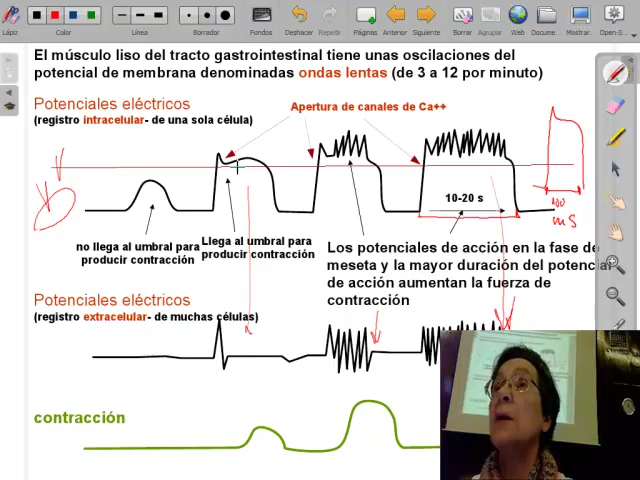 Lápiz
Color
Línea
Borrador
Fondos
Deshacer
Rehacer
Páginas
Anterior
Siguiente
Borrar
Agrupar
Web
Docume...
Mostrar...
Open-S...
El músculo liso del tracto gastrointestinal tiene unas oscilaciones del
potencial de membrana denominadas ondas lentas (de 3 a 12 por minuto)
Potenciales eléctricos
(registro intracelular- de una sola célula)
Apertura de canales de Ca++
10-20 s
100
mS
no llega al umbral para
producir contracción
Llega al umbral para
producir contracción
Los potenciales de acción en la fase de
meseta y la mayor duración del potencial
de acción aumentan la fuerza de
contracción
Potenciales eléctricos
(registro extracelular- de muchas células)
contracción